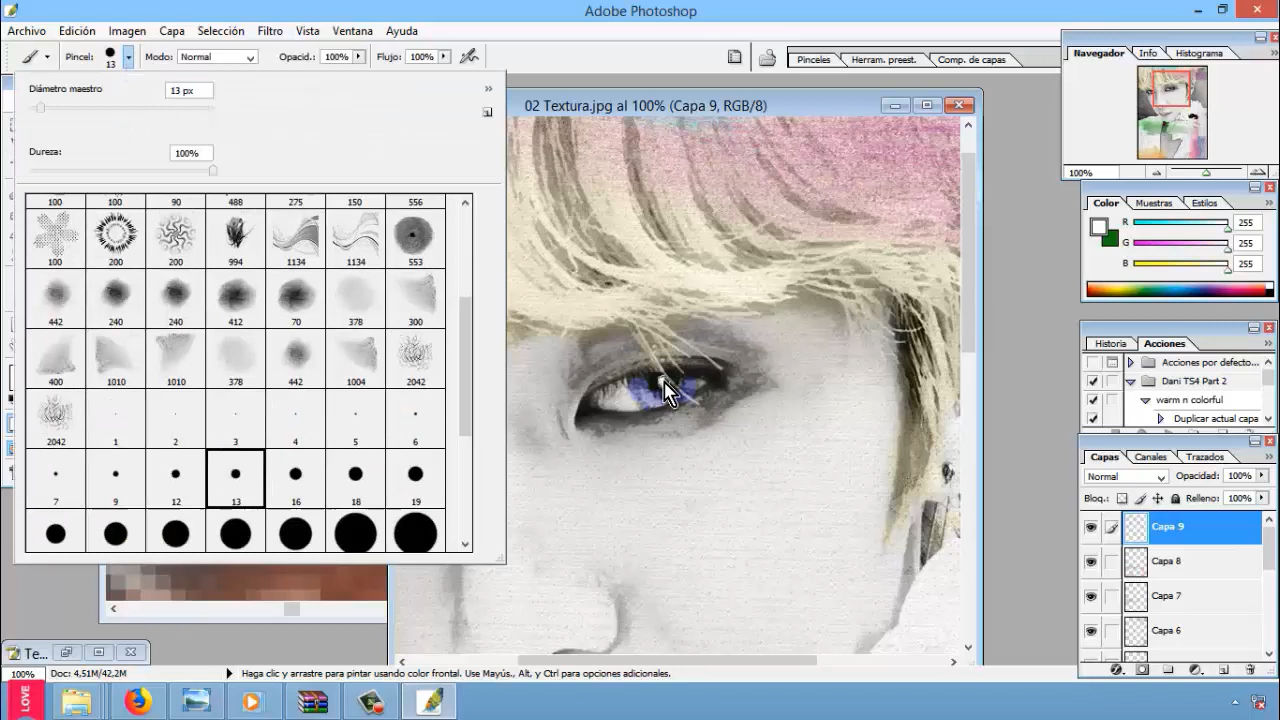 Adobe Photoshop
Archivo Edición Imagen Capa Selección Filtro Vista Ventana Ayuda
Pincel: 13 Modo: Normal Opacid.: 100% Flujo: 100% Pinceles Herram. preest. Comp. de capas
Diámetro maestro 13 px
Dureza: 100%
100 100 90 488 275 150 556
100 200 200 994 1134 1134 553
442 240 240 412 70 378 300
400 1010 1010 378 442 1004 2042
2042 1 2 3 4 5 6
7 9 12 13 16 18 19
02 Textura.jpg al 100% (Capa 9, RGB/8)
Navegador Info Histograma
100%
Color Muestras Estilos
R 255
G 255
B 255
Historia Acciones
Acciones por defecto...
Dani TS4 Part 2
warm n colorful
Duplicar actual capa
Capas Canales Trazados
Normal Opacidad: 100%
Bloq.: Relleno: 100%
Capa 9
Capa 8
Capa 7
Capa 6
Te...
100% Doc: 4,51M/42,2M Haga clic y arrastre para pintar usando color frontal. Use Mayús., Alt, y Ctrl para opciones adicionales.
LOVE